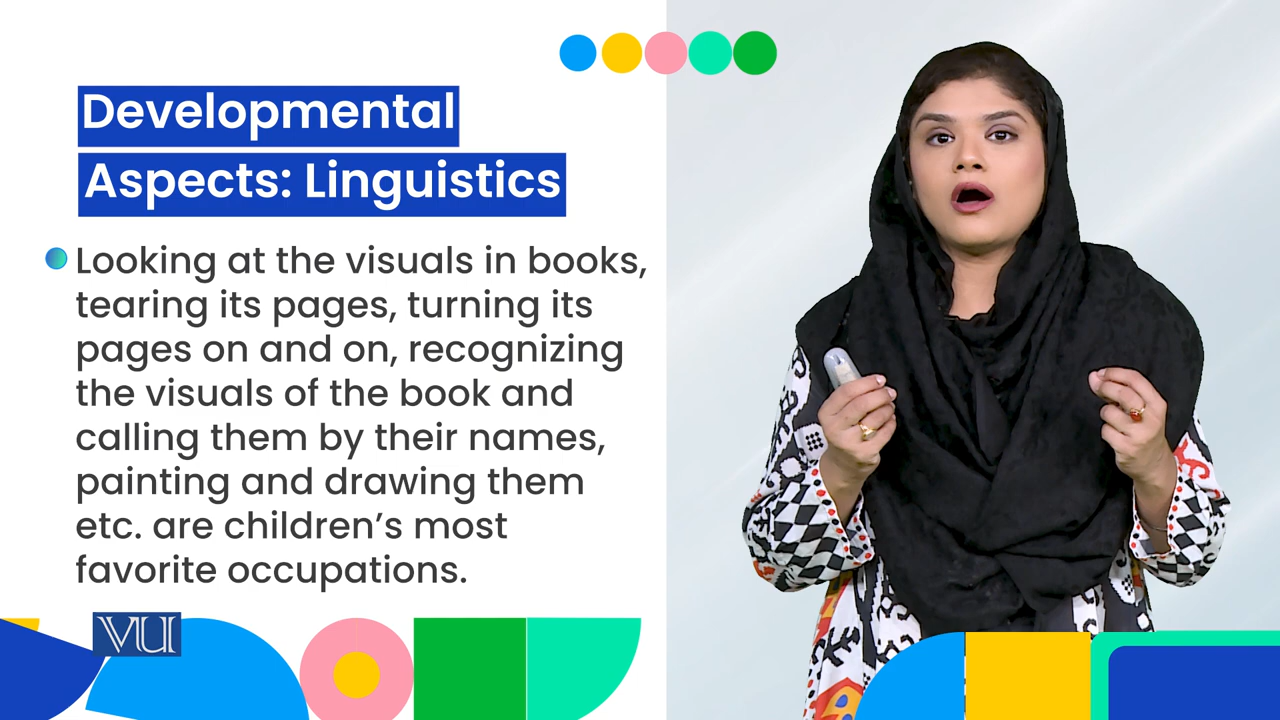 Developmental
Aspects: Linguistics
Looking at the visuals in books,
tearing its pages, turning its
pages on and on, recognizing
the visuals of the book and
calling them by their names,
painting and drawing them
etc. are children’s most
favorite occupations.
VU